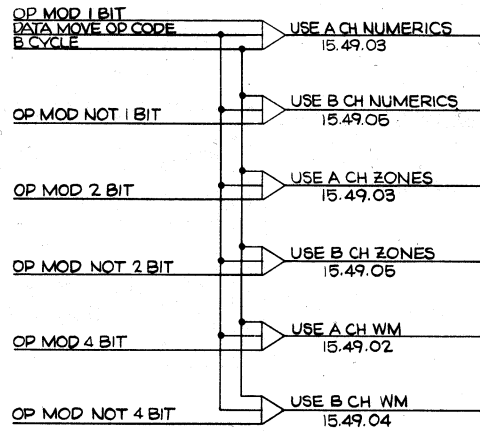 OP MOD 1 BIT
DATA MOVE OP CODE
B CYCLE
USE A CH NUMERICS
15.49.03
OP MOD NOT 1 BIT
USE B CH NUMERICS
15.49.05
OP MOD 2 BIT
USE A CH ZONES
15.49.03
OP MOD NOT 2 BIT
USE B CH ZONES
15.49.05
OP MOD 4 BIT
USE A CH WM
15.49.02
OP MOD NOT 4 BIT
USE B CH WM
15.49.04